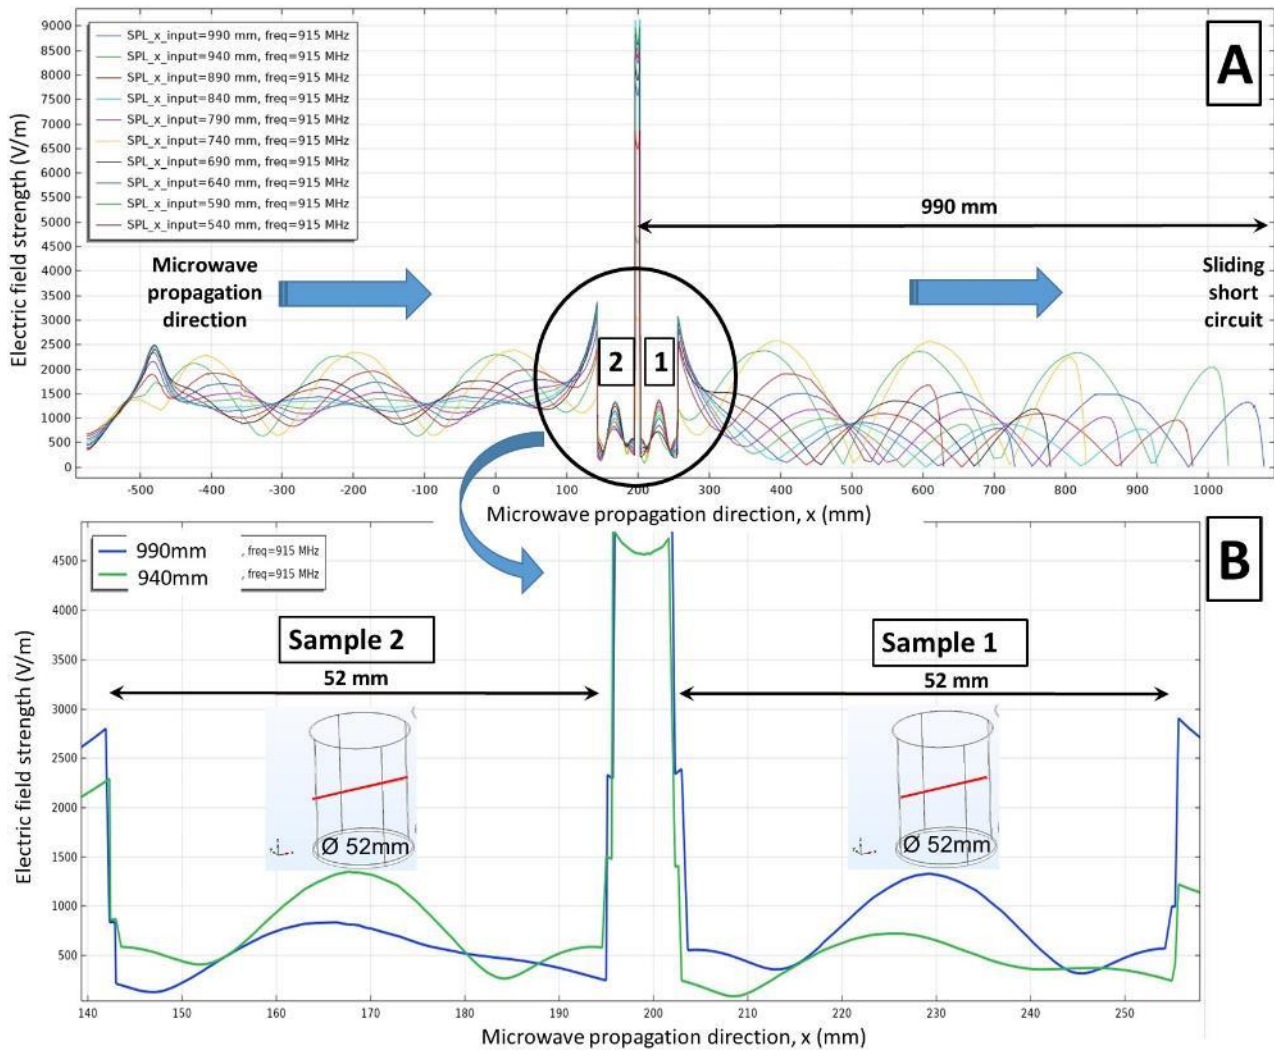 A
SPL_x_input=990 mm, freq=915 MHz
SPL_x_input=940 mm, freq=915 MHz
SPL_x_input=890 mm, freq=915 MHz
SPL_x_input=840 mm, freq=915 MHz
SPL_x_input=790 mm, freq=915 MHz
SPL_x_input=740 mm, freq=915 MHz
SPL_x_input=690 mm, freq=915 MHz
SPL_x_input=640 mm, freq=915 MHz
SPL_x_input=590 mm, freq=915 MHz
SPL_x_input=540 mm, freq=915 MHz
Electric field strength (V/m)
9000
8500
8000
7500
7000
6500
6000
5500
5000
4500
4000
3500
3000
2500
2000
1500
1000
500
0
990 mm
Microwave
propagation
direction
Sliding
short
circuit
2
1
-500 -400 -300 -200 -100 0 100 200 300 400 500 600 700 800 900 1000
Microwave propagation direction, x (mm)
B
990mm , freq=915 MHz
940mm , freq=915 MHz
Electric field strength (V/m)
4500
4000
3500
3000
2500
2000
1500
1000
500
Sample 2
52 mm
Ø 52mm
Sample 1
52 mm
Ø 52mm
140 150 160 170 180 190 200 210 220 230 240 250
Microwave propagation direction, x (mm)